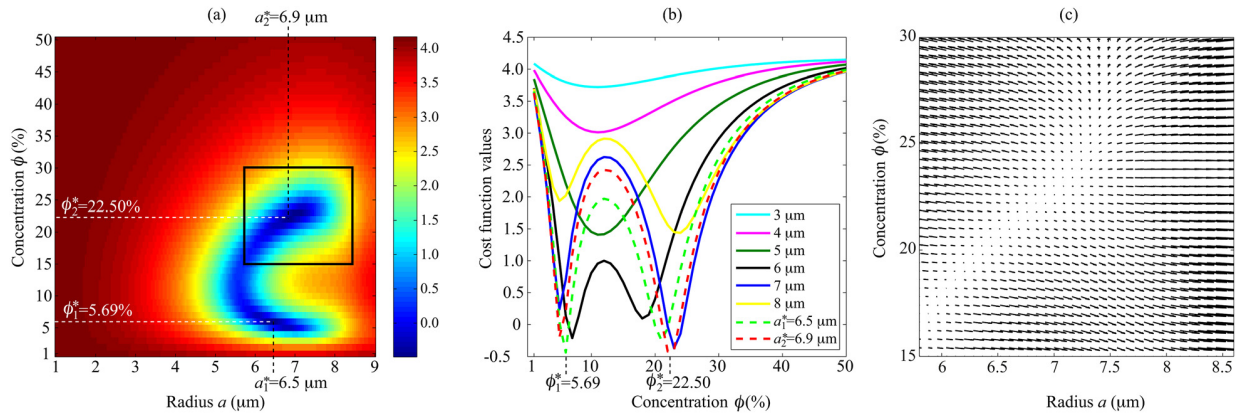 (a)
a₂*=6.9 μm
50
45
40
35
30
25
20
15
10
5
1
Concentration ϕ(%)
ϕ₂*=22.50%
ϕ₁*=5.69%
1 2 3 4 5 6 7 8 9
a₁*=6.5 μm
Radius a (μm)
4.0
3.5
3.0
2.5
2.0
1.5
1.0
0.5
0.0
(b)
4.5
4.0
3.5
3.0
2.5
2.0
1.5
1.0
0.5
0
-0.5
Cost function values
3 μm
4 μm
5 μm
6 μm
7 μm
8 μm
a₁*=6.5 μm
a₂*=6.9 μm
1 10 20 30 40 50
ϕ₁*=5.69 ϕ₂*=22.50
Concentration ϕ(%)
(c)
30
25
20
15
Concentration ϕ(%)
6 6.5 7 7.5 8 8.5
Radius a (μm)